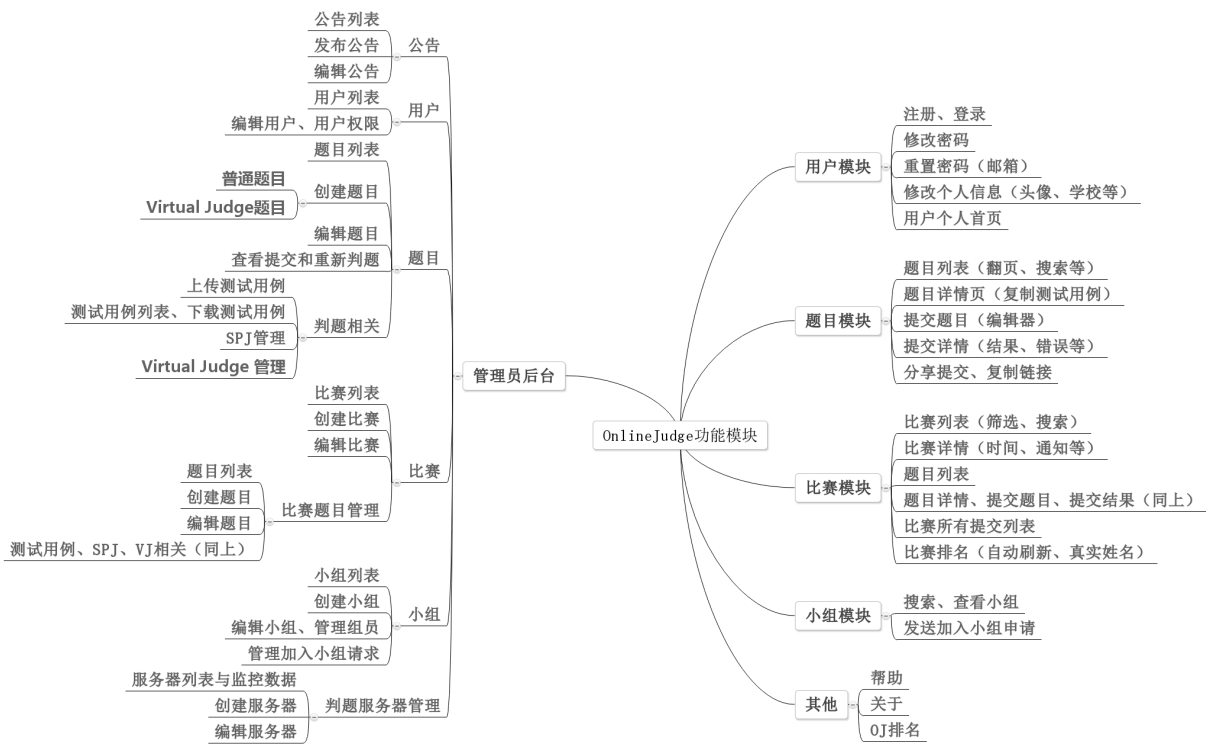 OnlineJudge功能模块
管理员后台
公告
公告列表
发布公告
编辑公告
用户
用户列表
编辑用户、用户权限
题目
题目列表
创建题目
普通题目
Virtual Judge题目
编辑题目
查看提交和重新判题
判题相关
上传测试用例
测试用例列表、下载测试用例
SPJ管理
Virtual Judge 管理
比赛
比赛列表
创建比赛
编辑比赛
比赛题目管理
题目列表
创建题目
编辑题目
测试用例、SPJ、VJ相关（同上）
小组
小组列表
创建小组
编辑小组、管理组员
管理加入小组请求
判题服务器管理
服务器列表与监控数据
创建服务器
编辑服务器
用户模块
注册、登录
修改密码
重置密码（邮箱）
修改个人信息（头像、学校等）
用户个人首页
题目模块
题目列表（翻页、搜索等）
题目详情页（复制测试用例）
提交题目（编辑器）
提交详情（结果、错误等）
分享提交、复制链接
比赛模块
比赛列表（筛选、搜索）
比赛详情（时间、通知等）
题目列表
题目详情、提交题目、提交结果（同上）
比赛所有提交列表
比赛排名（自动刷新、真实姓名）
小组模块
搜索、查看小组
发送加入小组申请
其他
帮助
关于
OJ排名